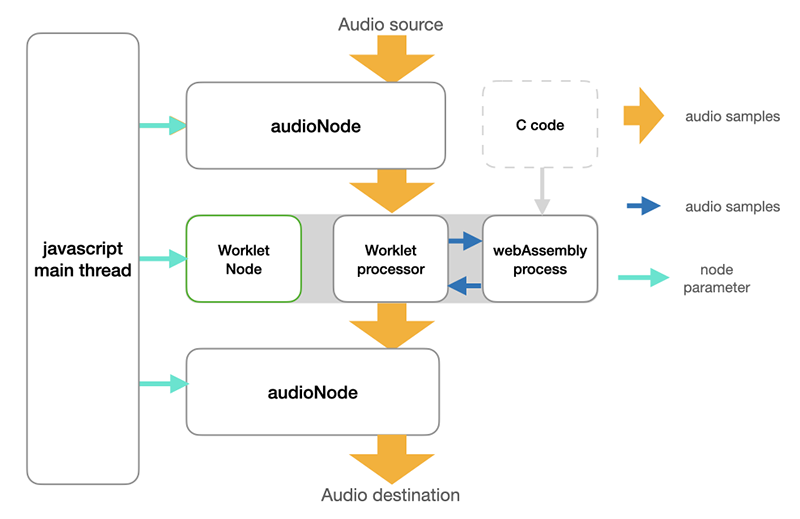 Audio source
audioNode
C code
audio samples
javascript
main thread
Worklet
Node
Worklet
processor
webAssembly
process
audio samples
node
parameter
audioNode
Audio destination